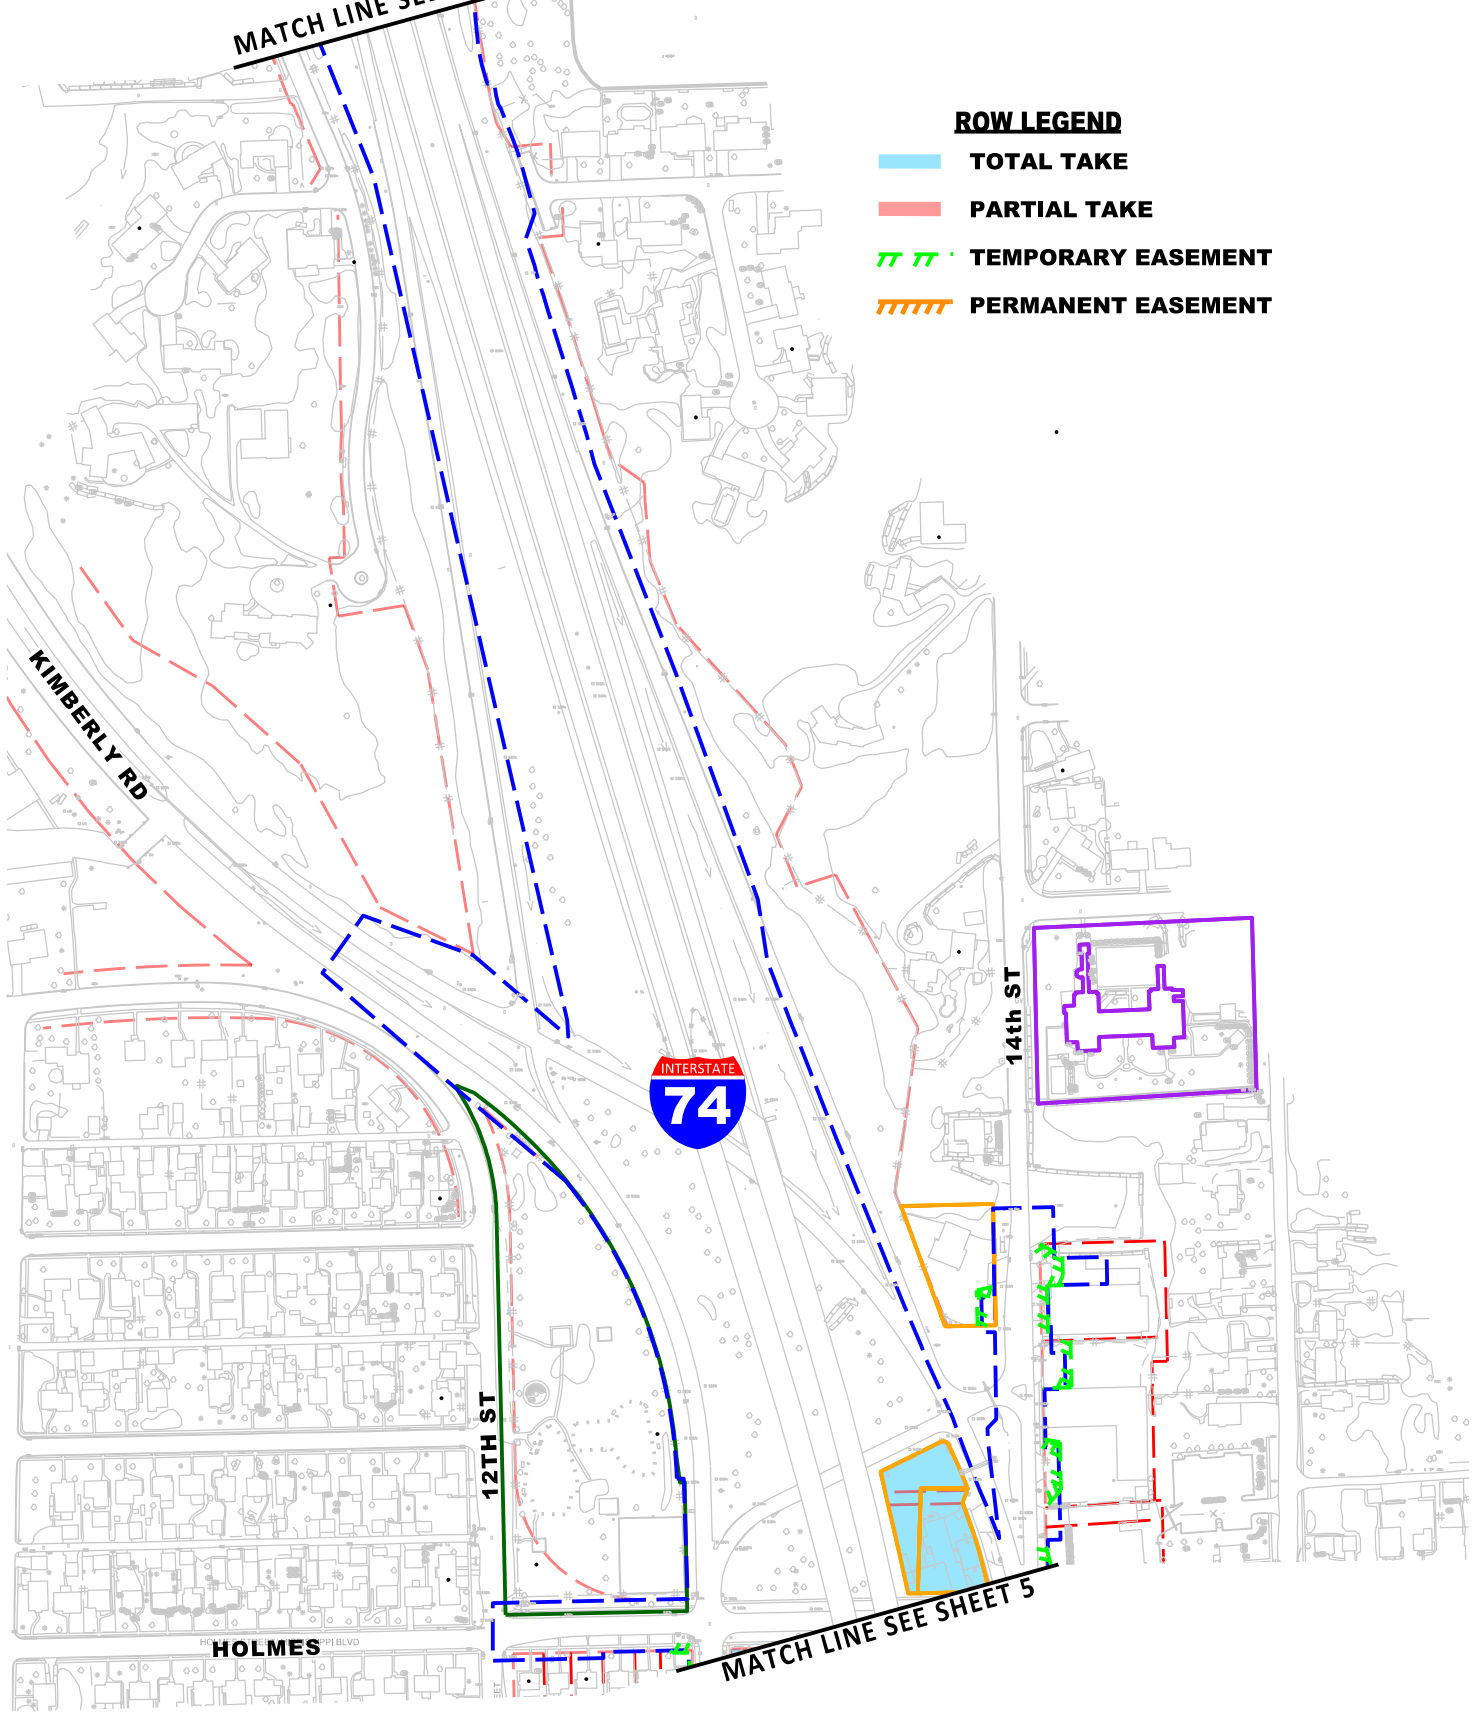 MATCH LINE SE
ROW LEGEND
TOTAL TAKE
PARTIAL TAKE
TEMPORARY EASEMENT
PERMANENT EASEMENT
KIMBERLY RD
14th ST
INTERSTATE
74
12TH ST
MATCH LINE SEE SHEET 5
HOLMES